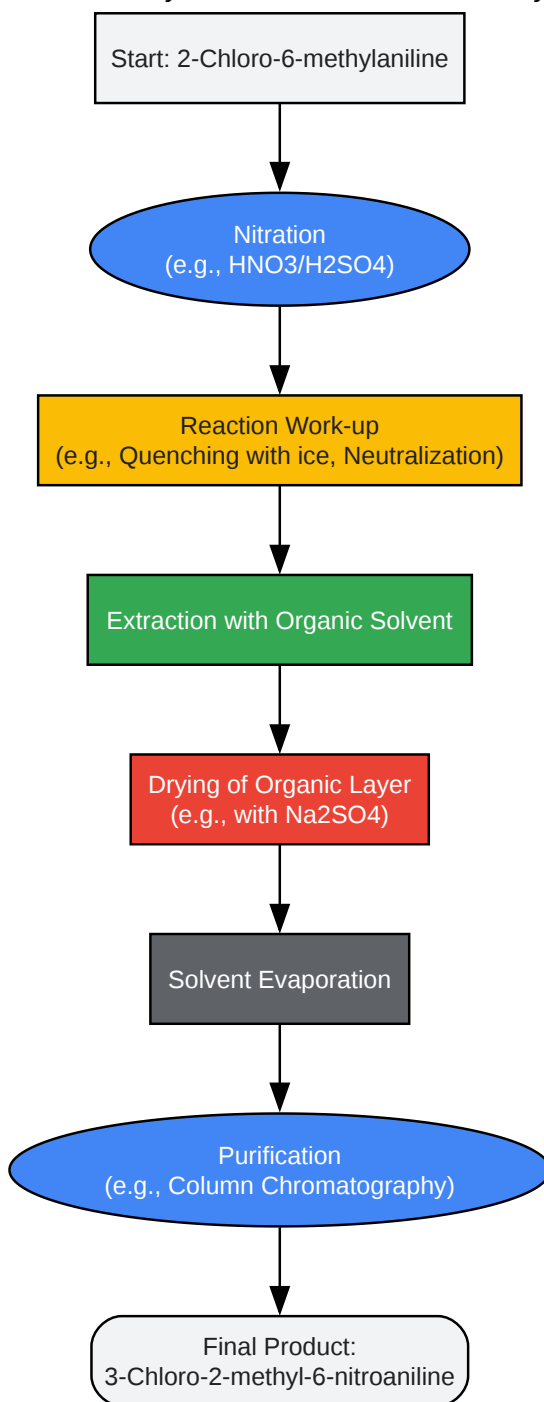 Start: 2-Chloro-6-methylaniline
Nitration
(e.g., HNO3/H2SO4)
Reaction Work-up
(e.g., Quenching with ice, Neutralization)
Extraction with Organic Solvent
Drying of Organic Layer
(e.g., with Na2SO4)
Solvent Evaporation
Purification
(e.g., Column Chromatography)
Final Product:
3-Chloro-2-methyl-6-nitroaniline